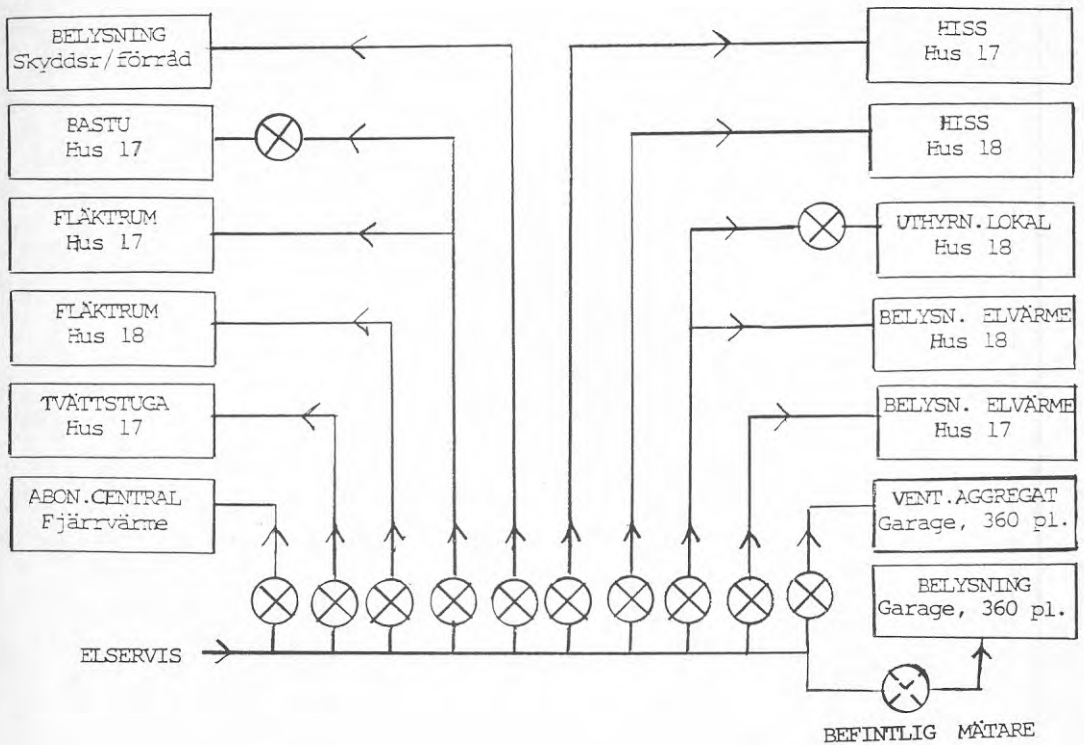 BELYSNING
Skyddsr/förråd
BASTU
Hus 17
FLÄKTRUM
Hus 17
FLÄKTRUM
Hus 18
TVÄTTSTUGA
Hus 17
ABON.CENTRAL
Fjärrvärme
ELSERVIS
HISS
Hus 17
HISS
Hus 18
UTHYRN.LOKAL
Hus 18
BELYSN. ELVÄRME
Hus 18
BELYSN. ELVÄRME
Hus 17
VENT.AGGREGAT
Garage, 360 pl.
BELYSNING
Garage, 360 pl.
BEFINTLIG MÄTARE